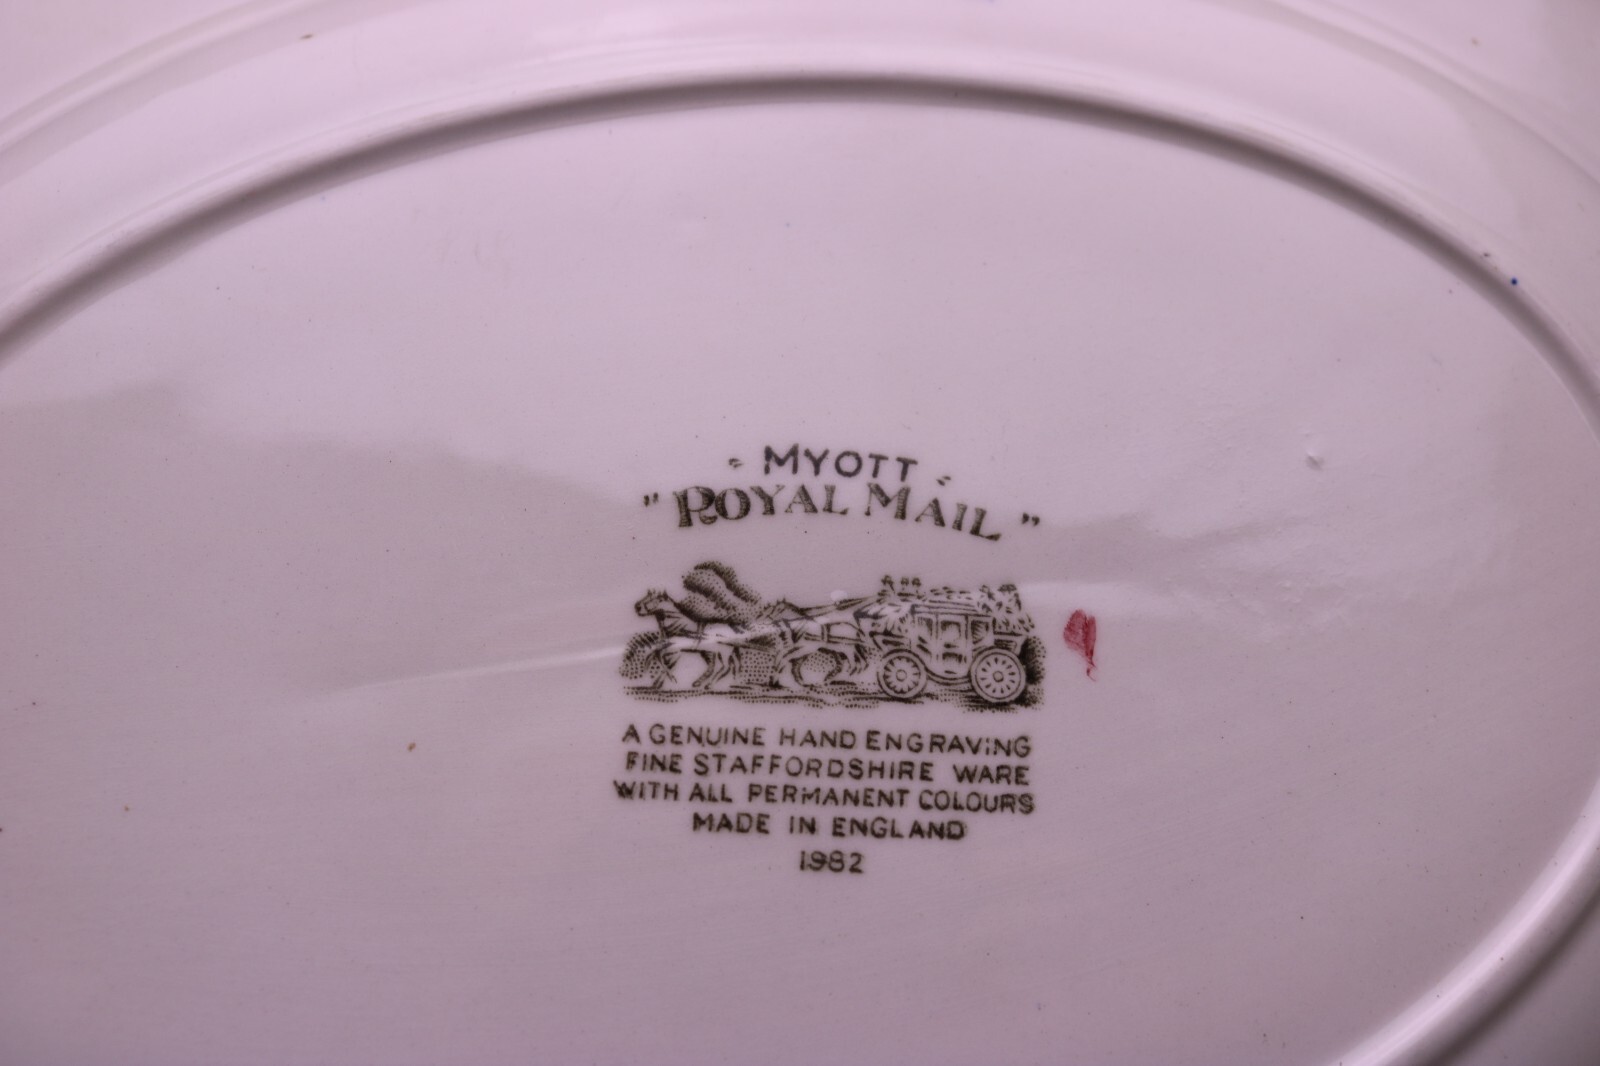 "MYOTT"
"ROYAL MAIL"
A GENUINE HAND ENGRAVING
FINE STAFFORDSHIRE WARE
WITH ALL PERMANENT COLOURS
MADE IN ENGLAND
1982